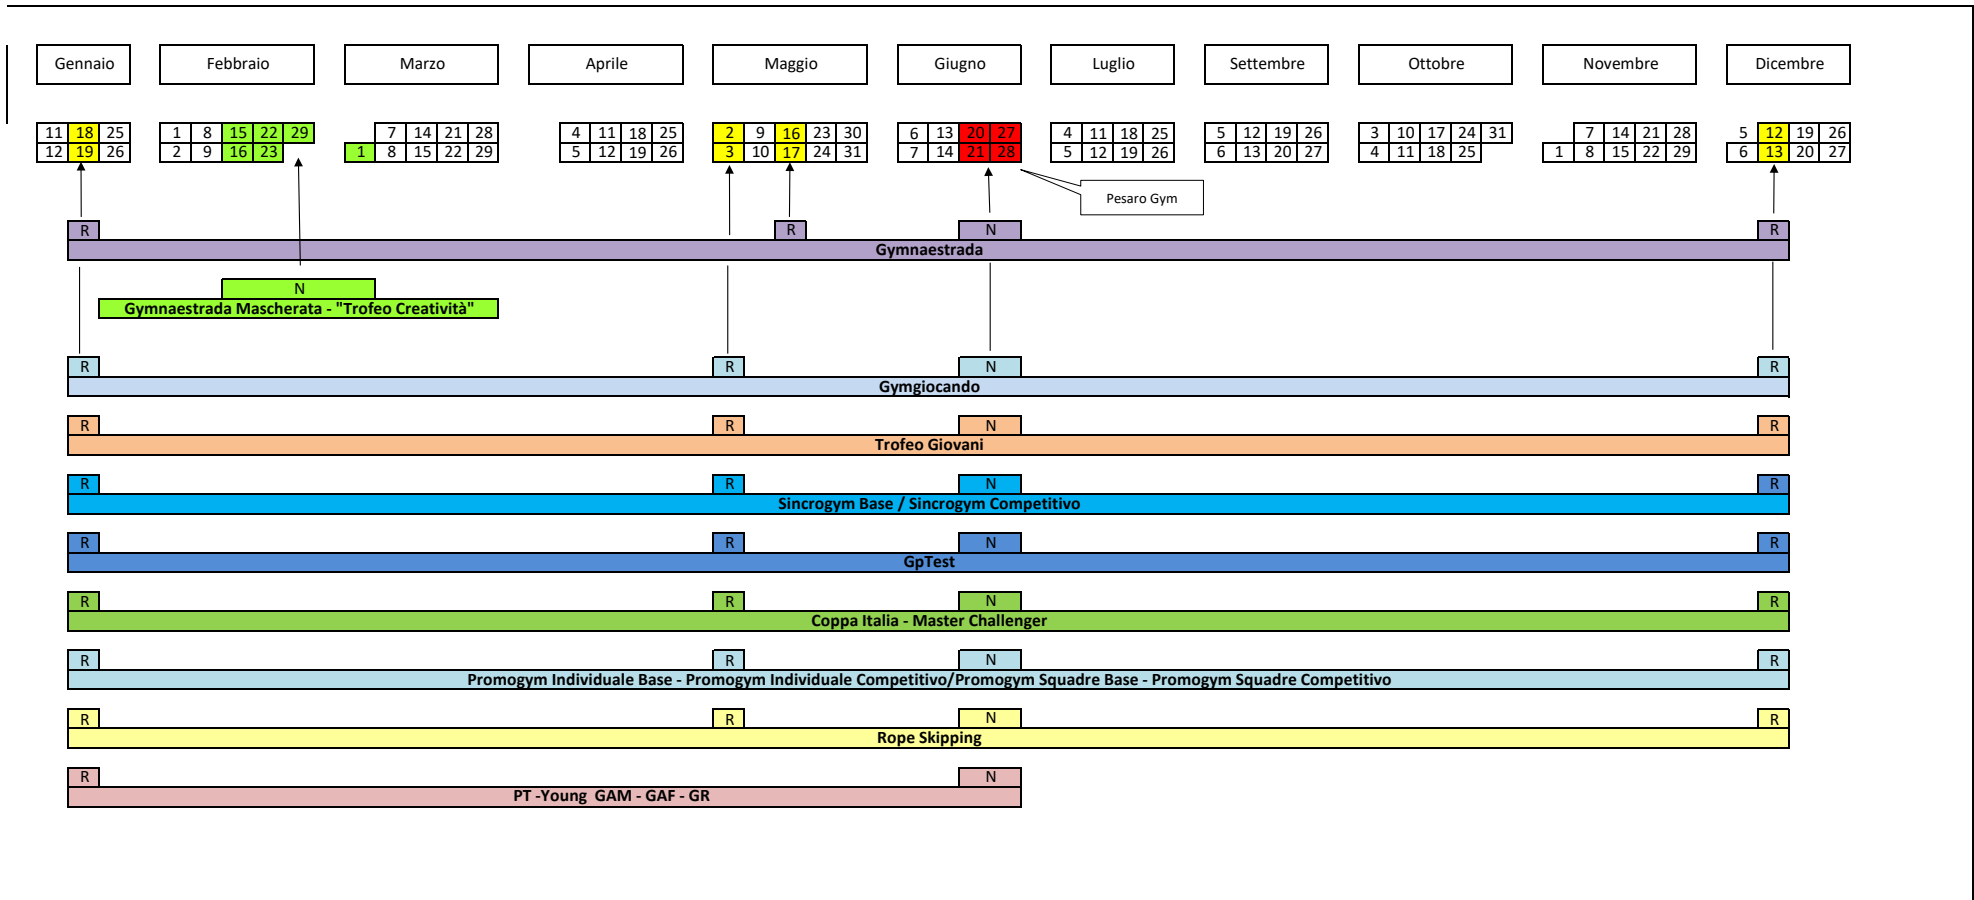 Gennaio Febbraio Marzo Aprile Maggio Giugno Luglio Settembre Ottobre Novembre Dicembre
11 18 25 1 8 15 22 29 7 14 21 28 4 11 18 25 2 9 16 23 30 6 13 20 27 4 11 18 25 5 12 19 26 3 10 17 24 31 7 14 21 28 5 12 19 26
12 19 26 2 9 16 23 1 8 15 22 29 5 12 19 26 3 10 17 24 31 7 14 21 28 5 12 19 26 6 13 20 27 4 11 18 25 1 8 15 22 29 6 13 20 27
Pesaro Gym
R R N R
Gymnaestrada
N
Gymnaestrada Mascherata - "Trofeo Creatività"
R R N R
Gymgiocando
R R N R
Trofeo Giovani
R R N R
Sincrogym Base / Sincrogym Competitivo
R R N R
GpTest
R R N R
Coppa Italia - Master Challenger
R R N R
Promogym Individuale Base - Promogym Individuale Competitivo/Promogym Squadre Base - Promogym Squadre Competitivo
R R N R
Rope Skipping
R N
PT -Young GAM - GAF - GR